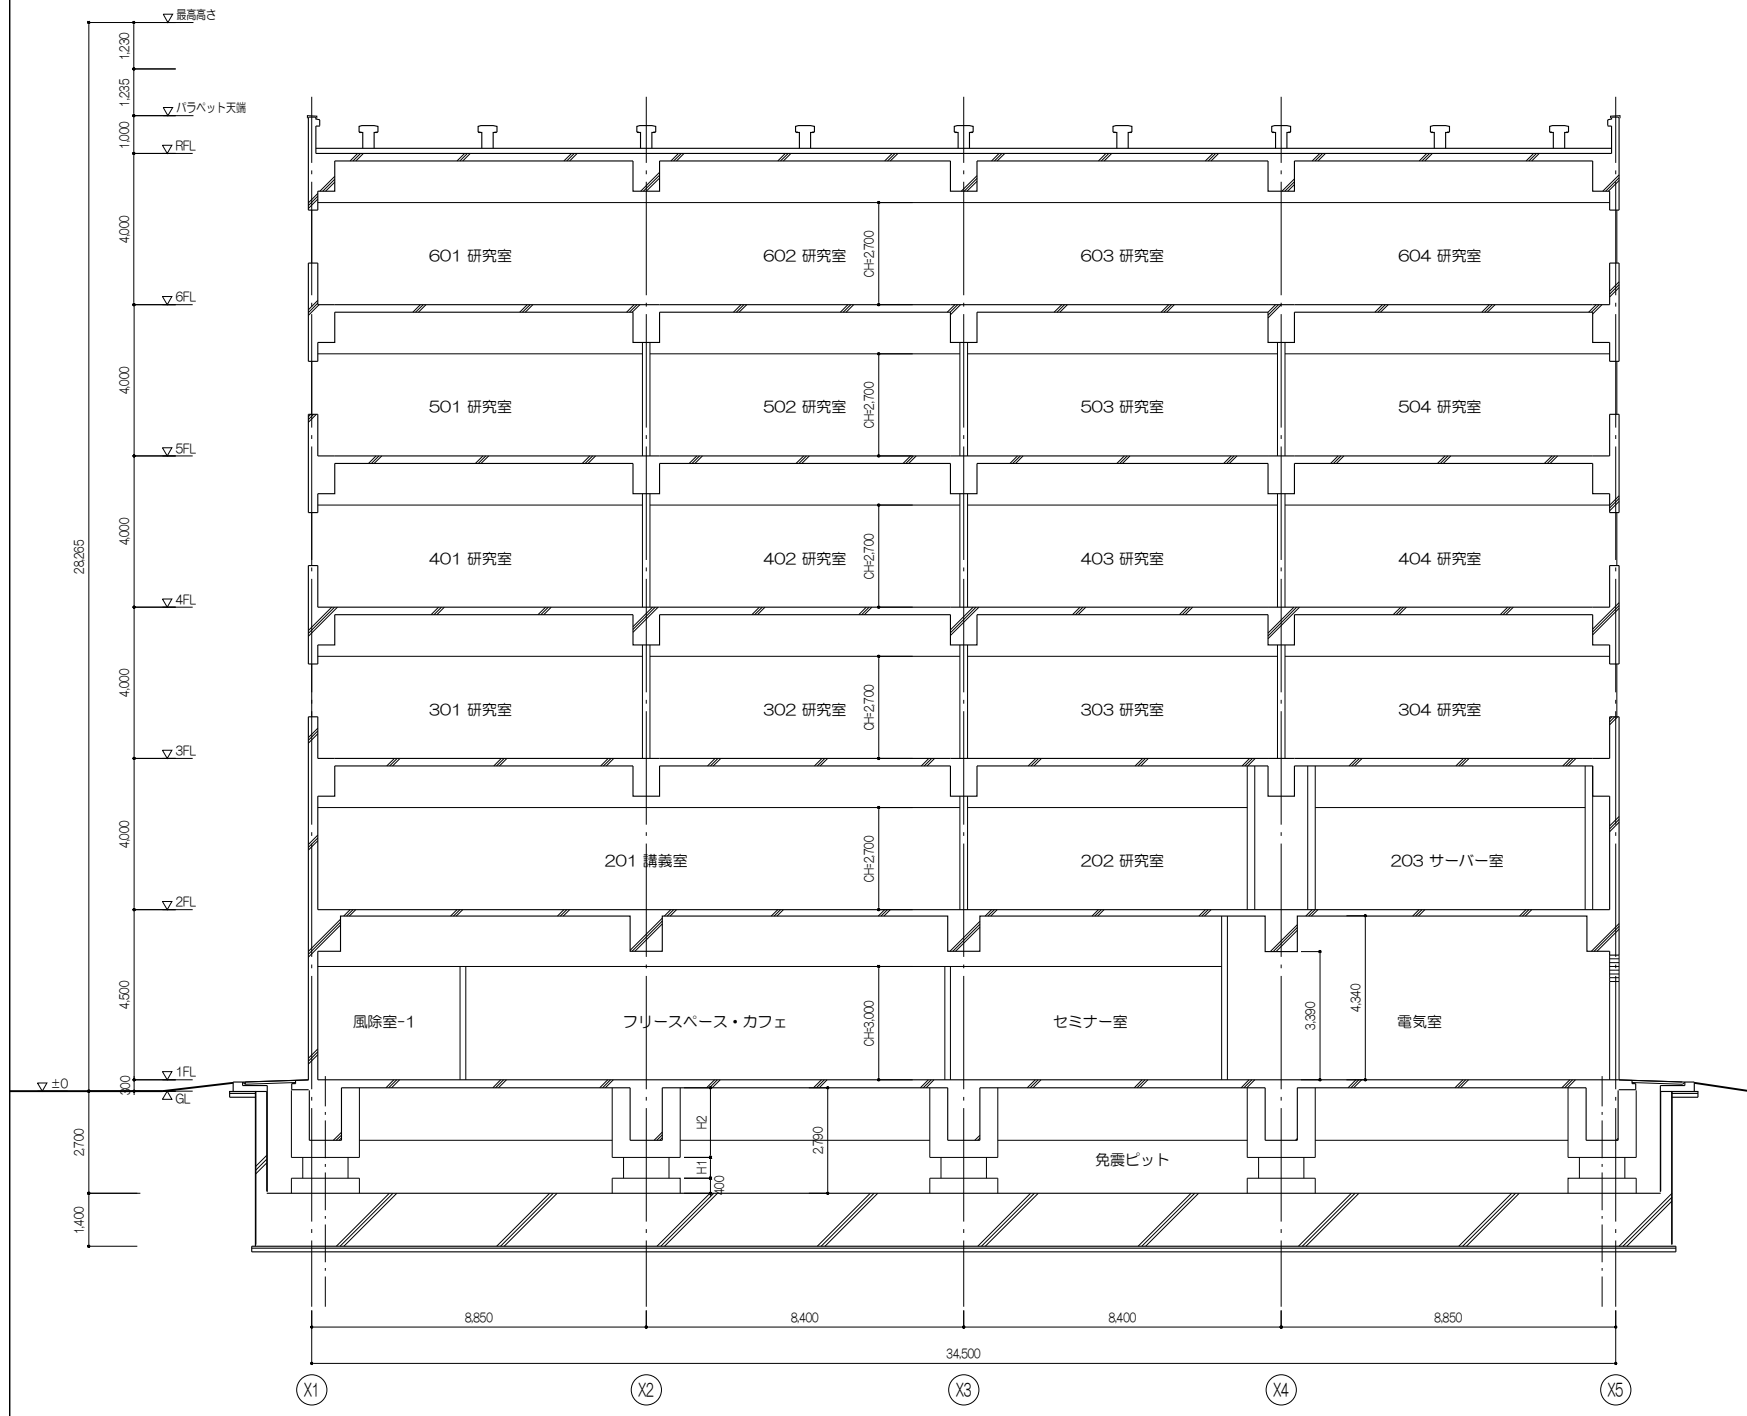 最高高さ
1,230
1,235
パラペット天端
1,000
RFL
4,000
601 研究室
602 研究室
CH=2,700
603 研究室
604 研究室
6FL
4,000
501 研究室
502 研究室
CH=2,700
503 研究室
504 研究室
5FL
28,265
4,000
401 研究室
402 研究室
CH=2,700
403 研究室
404 研究室
4FL
4,000
301 研究室
302 研究室
CH=2,700
303 研究室
304 研究室
3FL
4,000
201 講義室
CH=2,700
202 研究室
203 サーバー室
2FL
4,500
風除室-1
フリースペース・カフェ
CH=3,000
セミナー室
3,390
4,340
電気室
1FL
±0
300
GL
2,700
H2
H1
400
2,790
免震ピット
1,400
8,850
8,400
8,400
8,850
34,500
X1
X2
X3
X4
X5